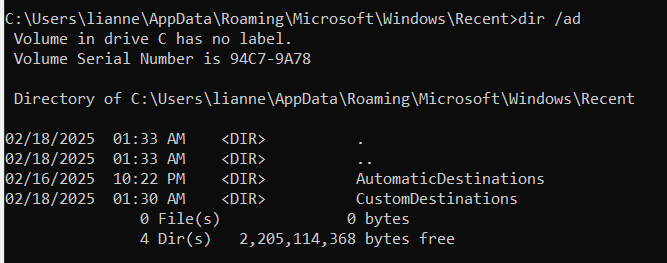 C:\Users\lianne\AppData\Roaming\Microsoft\Windows\Recent>dir /ad
 Volume in drive C has no label.
 Volume Serial Number is 94C7-9A78

 Directory of C:\Users\lianne\AppData\Roaming\Microsoft\Windows\Recent

02/18/2025  01:33 AM    <DIR>          .
02/18/2025  01:33 AM    <DIR>          ..
02/16/2025  10:22 PM    <DIR>          AutomaticDestinations
02/18/2025  01:30 AM    <DIR>          CustomDestinations
               0 File(s)              0 bytes
               4 Dir(s)   2,205,114,368 bytes free